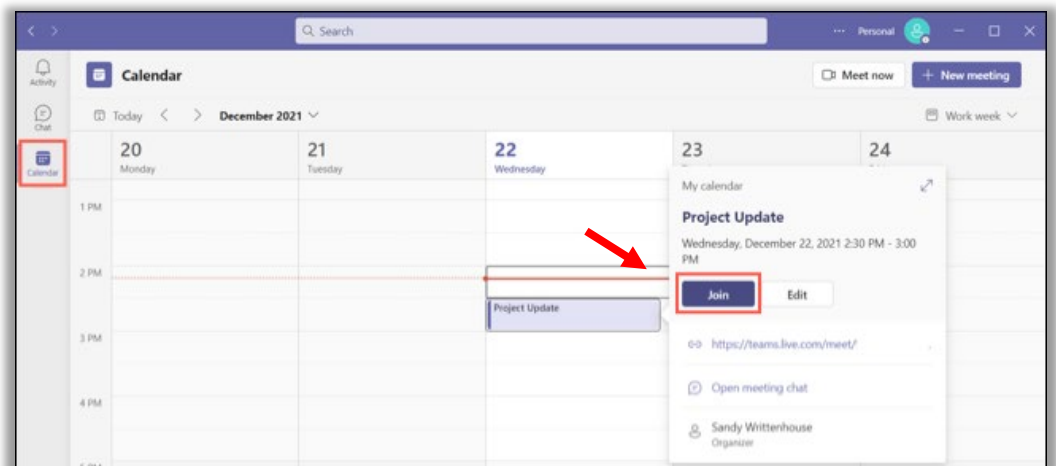 Search
Personal
Activity
Calendar
Meet now
+ New meeting
Chat
Today
December 2021
Work week
Calendar
20
Monday
21
Tuesday
22
Wednesday
23
24
1 PM
2 PM
3 PM
4 PM
Project Update
My calendar
Project Update
Wednesday, December 22, 2021 2:30 PM - 3:00
PM
Join
Edit
https://teams.live.com/meet/
Open meeting chat
Sandy Writtenhouse
Organizer